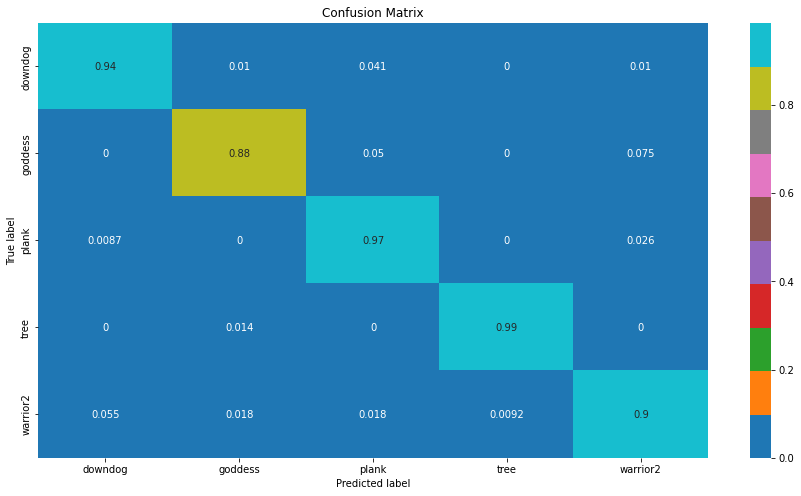 Confusion Matrix
downdog 0.94 0.01 0.041 0 0.01
goddess 0 0.88 0.05 0 0.075
plank 0.0087 0 0.97 0 0.026
tree 0 0.014 0 0.99 0
warrior2 0.055 0.018 0.018 0.0092 0.9
True label
downdog goddess plank tree warrior2
Predicted label
0.8
0.6
0.4
0.2
0.0